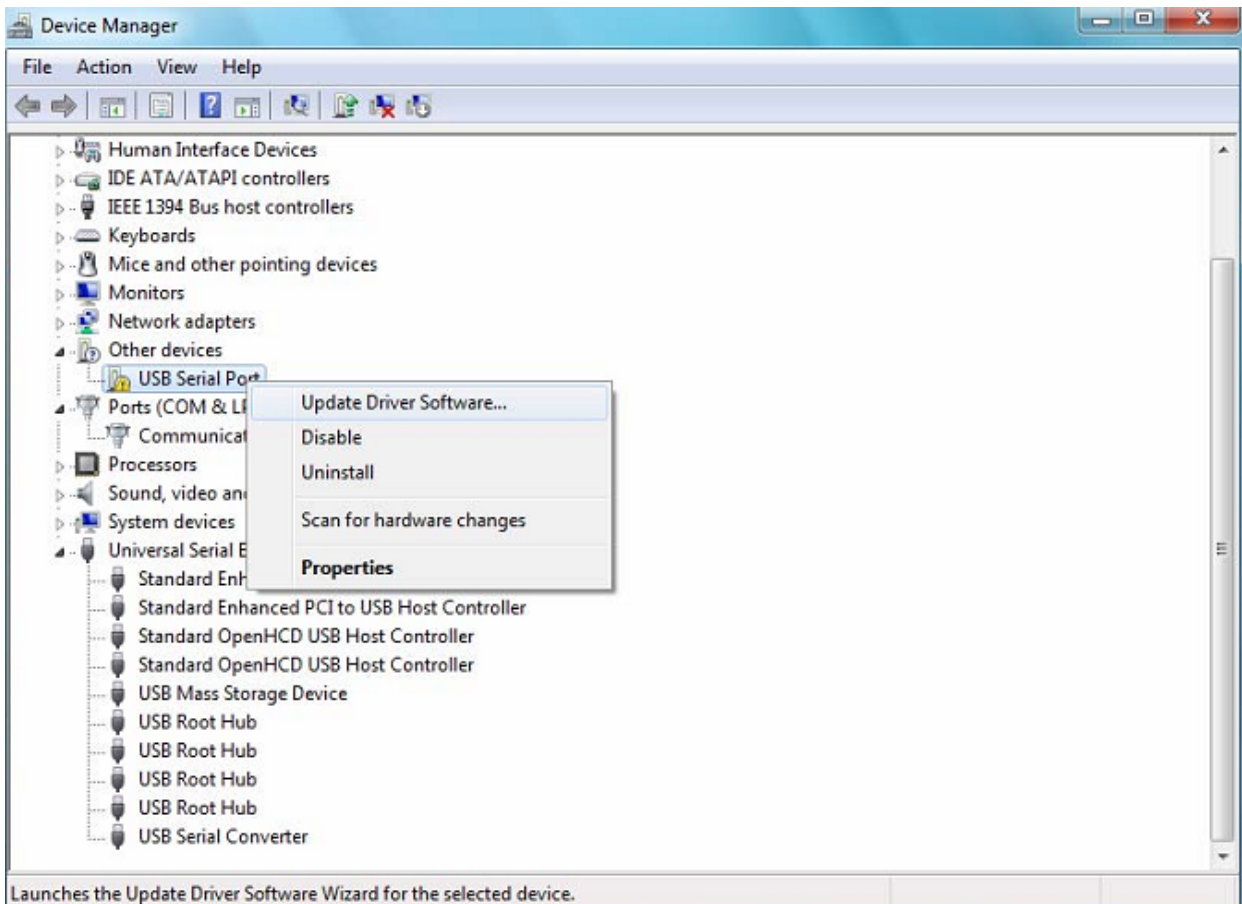 Device Manager
File Action View Help
Human Interface Devices
IDE ATA/ATAPI controllers
IEEE 1394 Bus host controllers
Keyboards
Mice and other pointing devices
Monitors
Network adapters
Other devices
USB Serial Port
Update Driver Software...
Ports (COM &
Disable
Communicat
Uninstall
Processors
Sound, video an
Scan for hardware changes
System devices
Universal Serial
Properties
Standard Enh
Standard Enhanced PCI to USB Host Controller
Standard OpenHCD USB Host Controller
Standard OpenHCD USB Host Controller
USB Mass Storage Device
USB Root Hub
USB Root Hub
USB Root Hub
USB Root Hub
USB Serial Converter
Launches the Update Driver Software Wizard for the selected device.